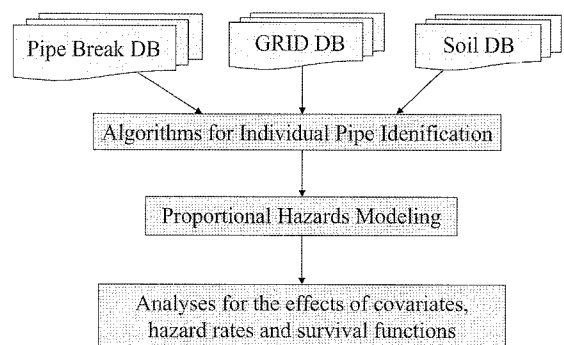 Pipe Break DB
GRID DB
Soil DB
Algorithms for Individual Pipe Idenification
Proportional Hazards Modeling
Analyses for the effects of covariates,
hazard rates and survival functions